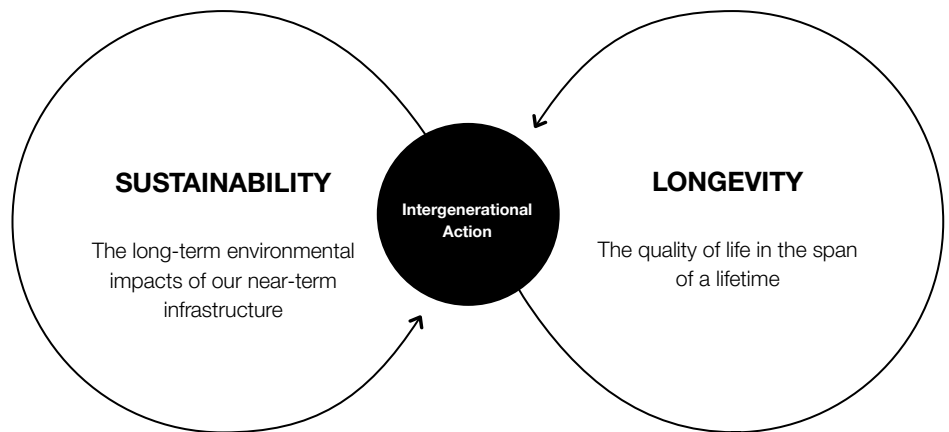 SUSTAINABILITY
The long-term environmental
impacts of our near-term
infrastructure
Intergenerational
Action
LONGEVITY
The quality of life in the span
of a lifetime